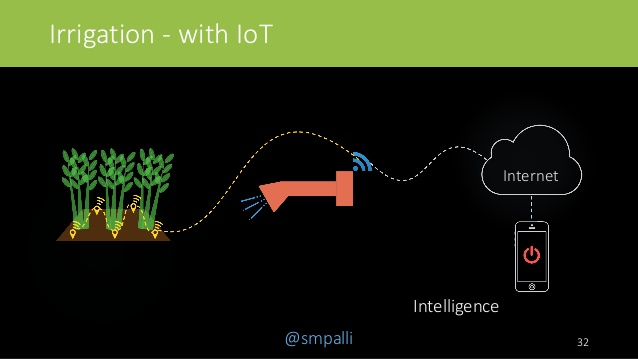 Irrigation - with IoT
Internet
Intelligence
@smpalli
32